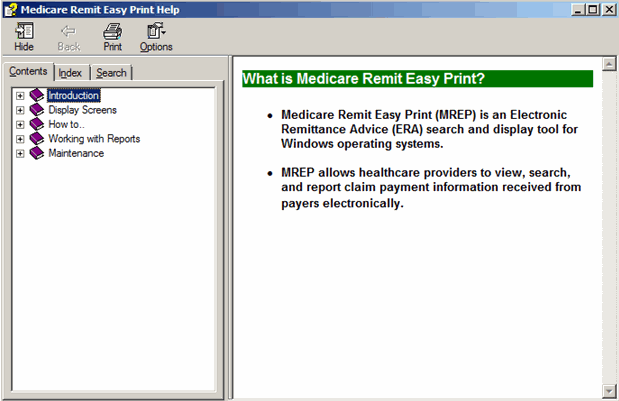 Medicare Remit Easy Print Help
Hide Back Print Options
Contents Index Search
Introduction
Display Screens
How to..
Working with Reports
Maintenance
What is Medicare Remit Easy Print?
• Medicare Remit Easy Print (MREP) is an Electronic
Remittance Advice (ERA) search and display tool for
Windows operating systems.
• MREP allows healthcare providers to view, search,
and report claim payment information received from
payers electronically.